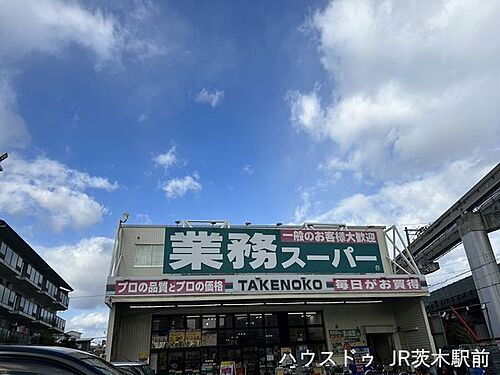 一般のお客様大歓迎
業務スーパー
プロの品質とプロの価格 TAKENOKO 毎日がお買得
ハウスドゥ JR茨木駅前